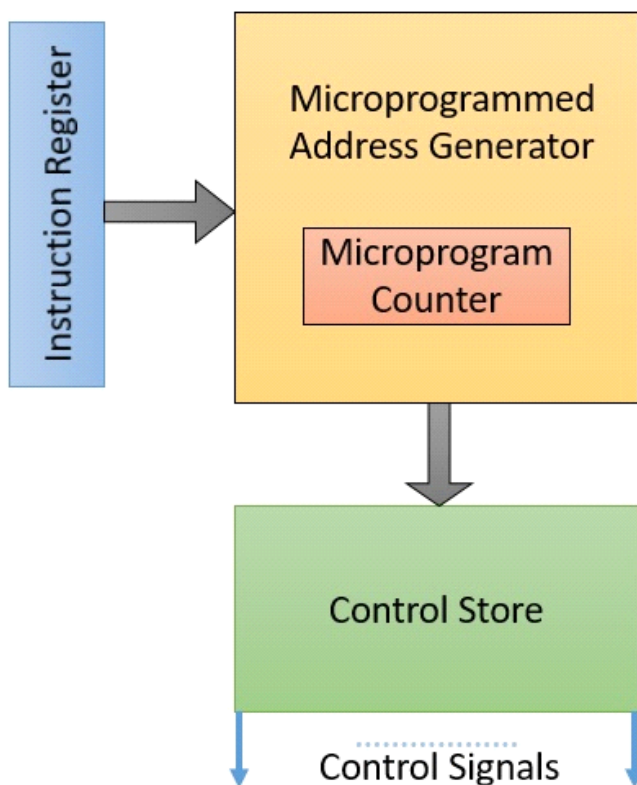 Instruction Register
Microprogrammed
Address Generator
Microprogram
Counter
Control Store
Control Signals